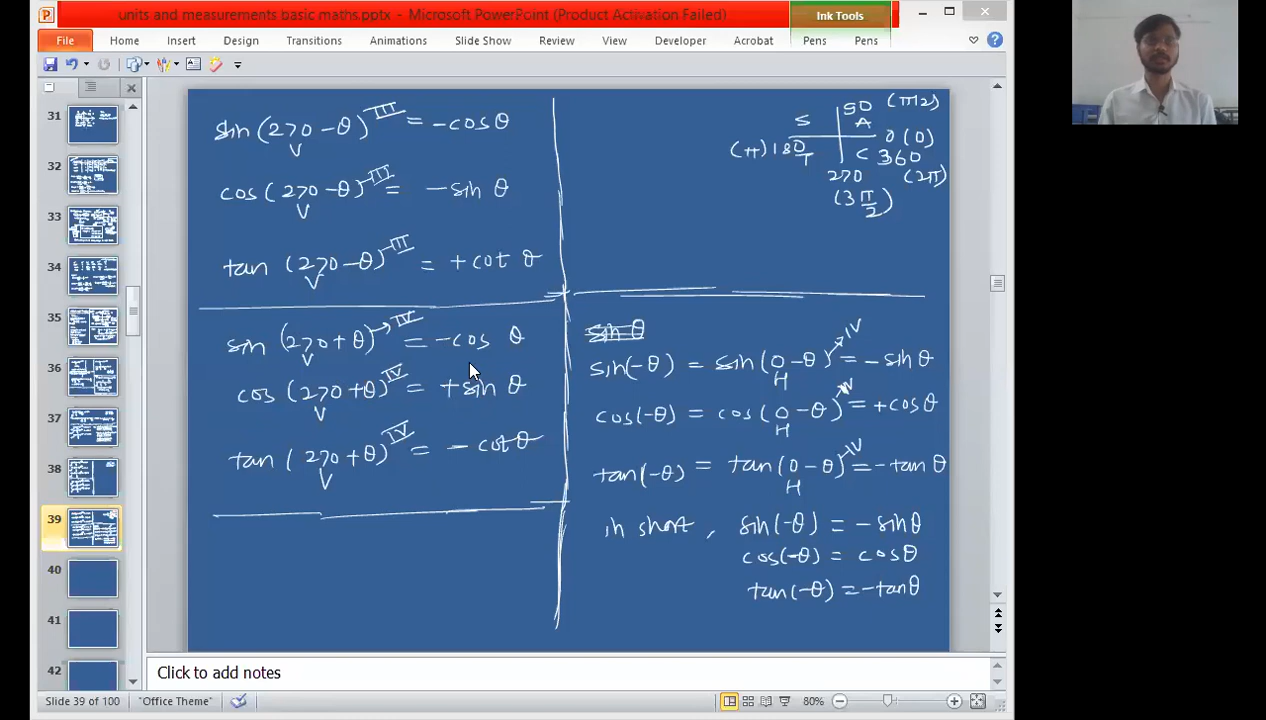 units and measurements basic maths.pptx - Microsoft PowerPoint (Product Activation Failed)
Ink Tools
File Home Insert Design Transitions Animations Slide Show Review View Developer Acrobat Pens Pens
31
32
33
34
35
36
37
38
39
40
41
42
sin (270 - θ) III = - cos θ
V
cos (270 - θ) III = - sin θ
V
tan (270 - θ) III = + cot θ
V
sin (270 + θ) → IV = - cos θ
V
cos (270 + θ) IV = + sin θ
V
tan (270 + θ) IV = - cot θ
V
90 (π/2)
S A
(π) 180 0 (0)
T C 360
270 (2π)
(3π/2)
sin θ
sin(-θ) = sin (0 - θ) IV = - sin θ
H
cos(-θ) = cos (0 - θ) IV = + cos θ
H
tan(-θ) = tan (0 - θ) IV = - tan θ
H
in short, sin(-θ) = - sin θ
cos(-θ) = cos θ
tan(-θ) = - tan θ
Click to add notes
Slide 39 of 100 "Office Theme" 80%